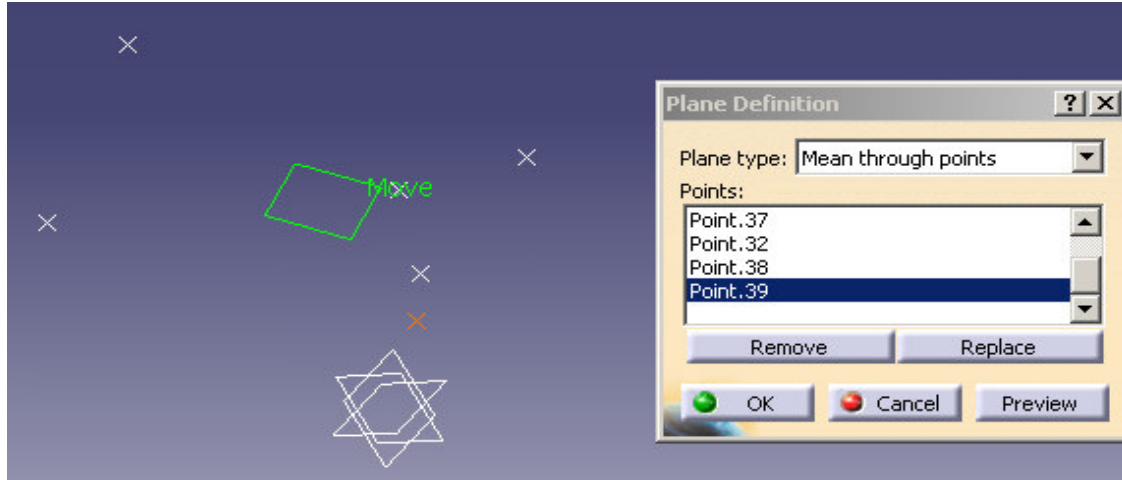 Move
Plane Definition
Plane type: Mean through points
Points:
Point.37
Point.32
Point.38
Point.39
Remove Replace
OK Cancel Preview